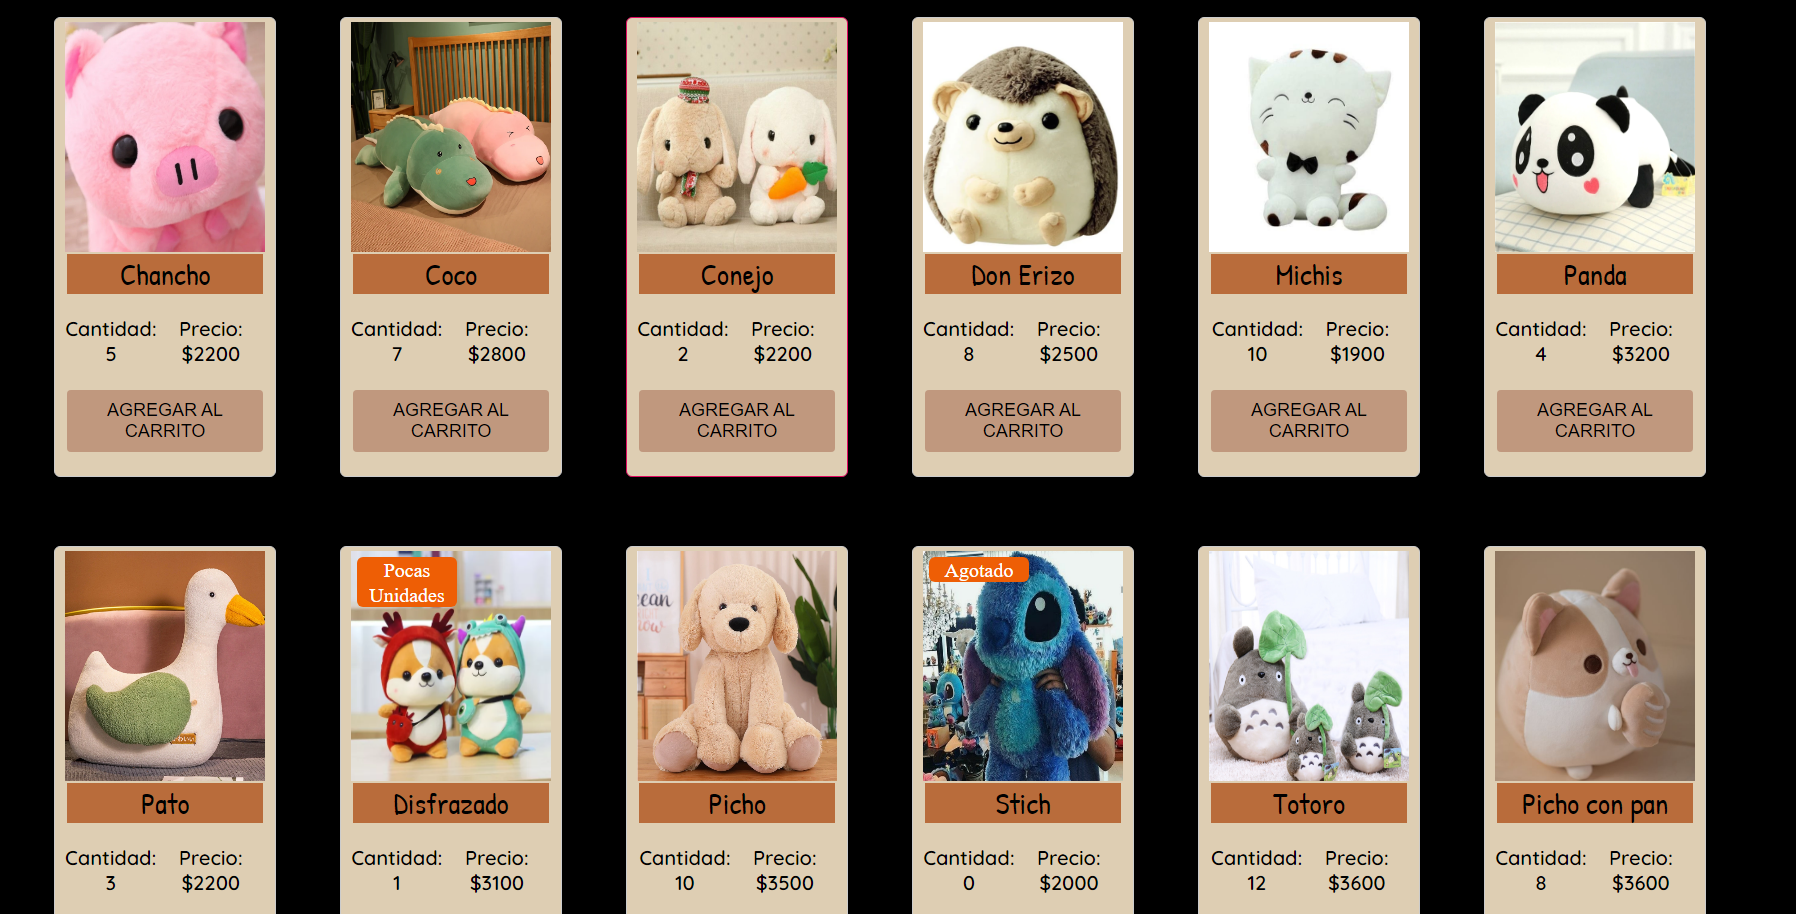 Chancho
Coco
Conejo
Don Erizo
Michis
Panda
Cantidad: Precio:
5 $2200
Cantidad: Precio:
7 $2800
Cantidad: Precio:
2 $2200
Cantidad: Precio:
8 $2500
Cantidad: Precio:
10 $1900
Cantidad: Precio:
4 $3200
AGREGAR AL
CARRITO
AGREGAR AL
CARRITO
AGREGAR AL
CARRITO
AGREGAR AL
CARRITO
AGREGAR AL
CARRITO
AGREGAR AL
CARRITO
Pocas
Unidades
Agotado
Pato
Disfrazado
Picho
Stich
Totoro
Picho con pan
Cantidad: Precio:
3 $2200
Cantidad: Precio:
1 $3100
Cantidad: Precio:
10 $3500
Cantidad: Precio:
0 $2000
Cantidad: Precio:
12 $3600
Cantidad: Precio:
8 $3600